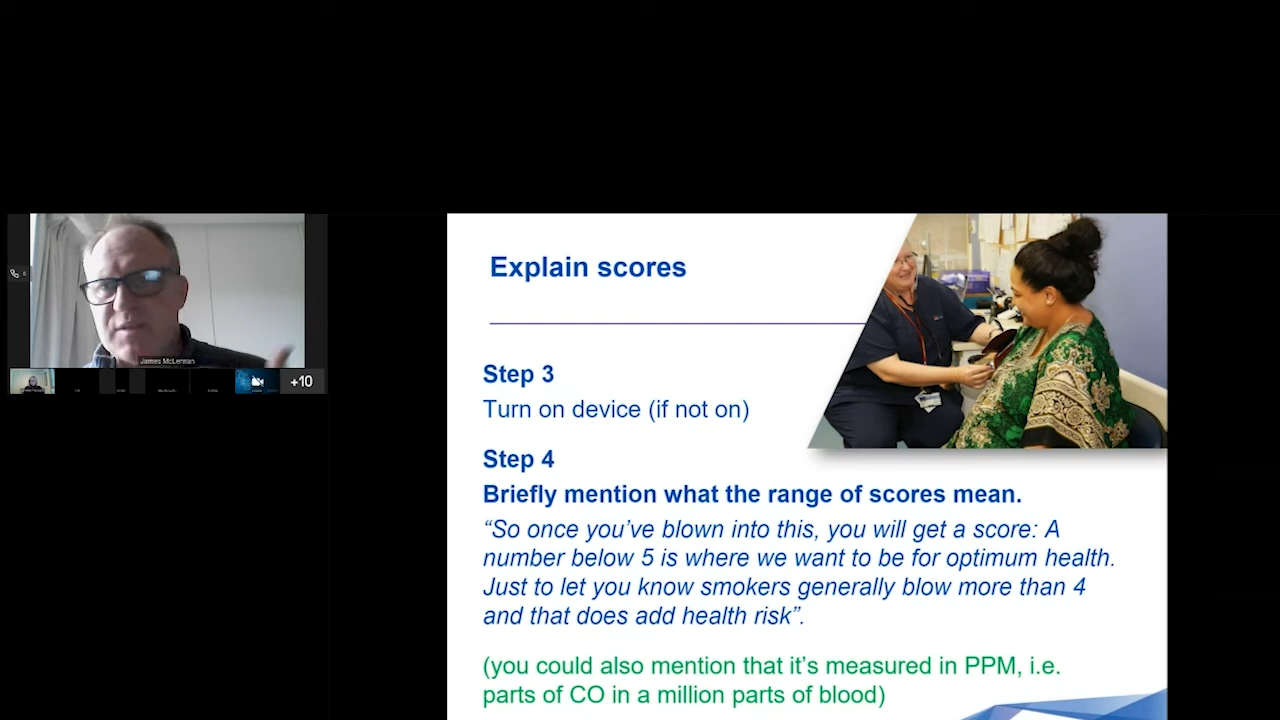 James McLernan
+10
Explain scores
Step 3
Turn on device (if not on)
Step 4
Briefly mention what the range of scores mean.
“So once you’ve blown into this, you will get a score: A
number below 5 is where we want to be for optimum health.
Just to let you know smokers generally blow more than 4
and that does add health risk”.
(you could also mention that it’s measured in PPM, i.e.
parts of CO in a million parts of blood)